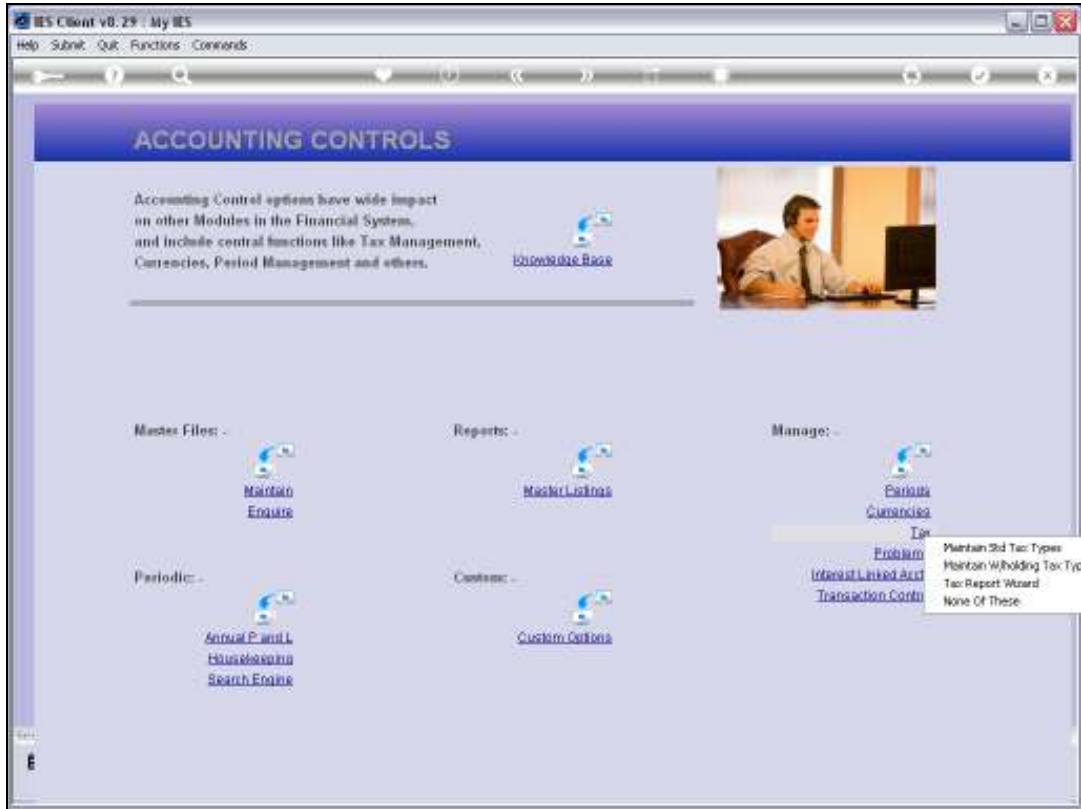 IES Client v8.29 : My IES
Help Submit Quit Functions Commands
ACCOUNTING CONTROLS
Accounting Control options have wide impact
on other Modules in the Financial System,
and include central functions like Tax Management,
Currencies, Period Management and others.
Knowledge Base
Master Files: -
Maintain
Enquire
Reports: -
Master Listings
Manage: -
Periods
Currencies
Tax
Problem
Interest Linked Acct
Transaction Contr
Maintain Std Tax Types
Maintain W/holding Tax Typ
Tax Report Wizard
None Of These
Periodic: -
Annual P and L
Housekeeping
Search Engine
Custom: -
Custom Options